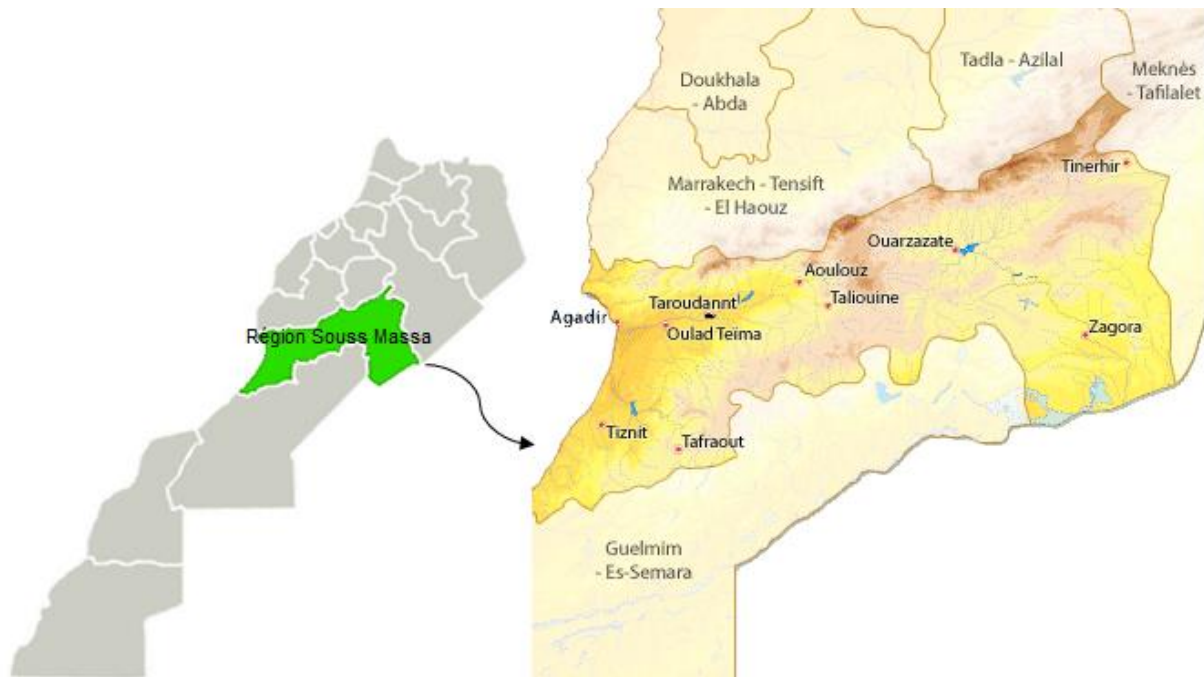 Région Souss Massa
Doukhala
- Abda
Tadla - Azilal
Meknès
- Tafilalet
Marrakech - Tensift
- El Haouz
Tinerhir
Ouarzazate
Aoulouz
Taroudannt
Taliouine
Agadir
Oulad Teïma
Zagora
Tiznit
Tafraout
Guelmim
- Es-Semara